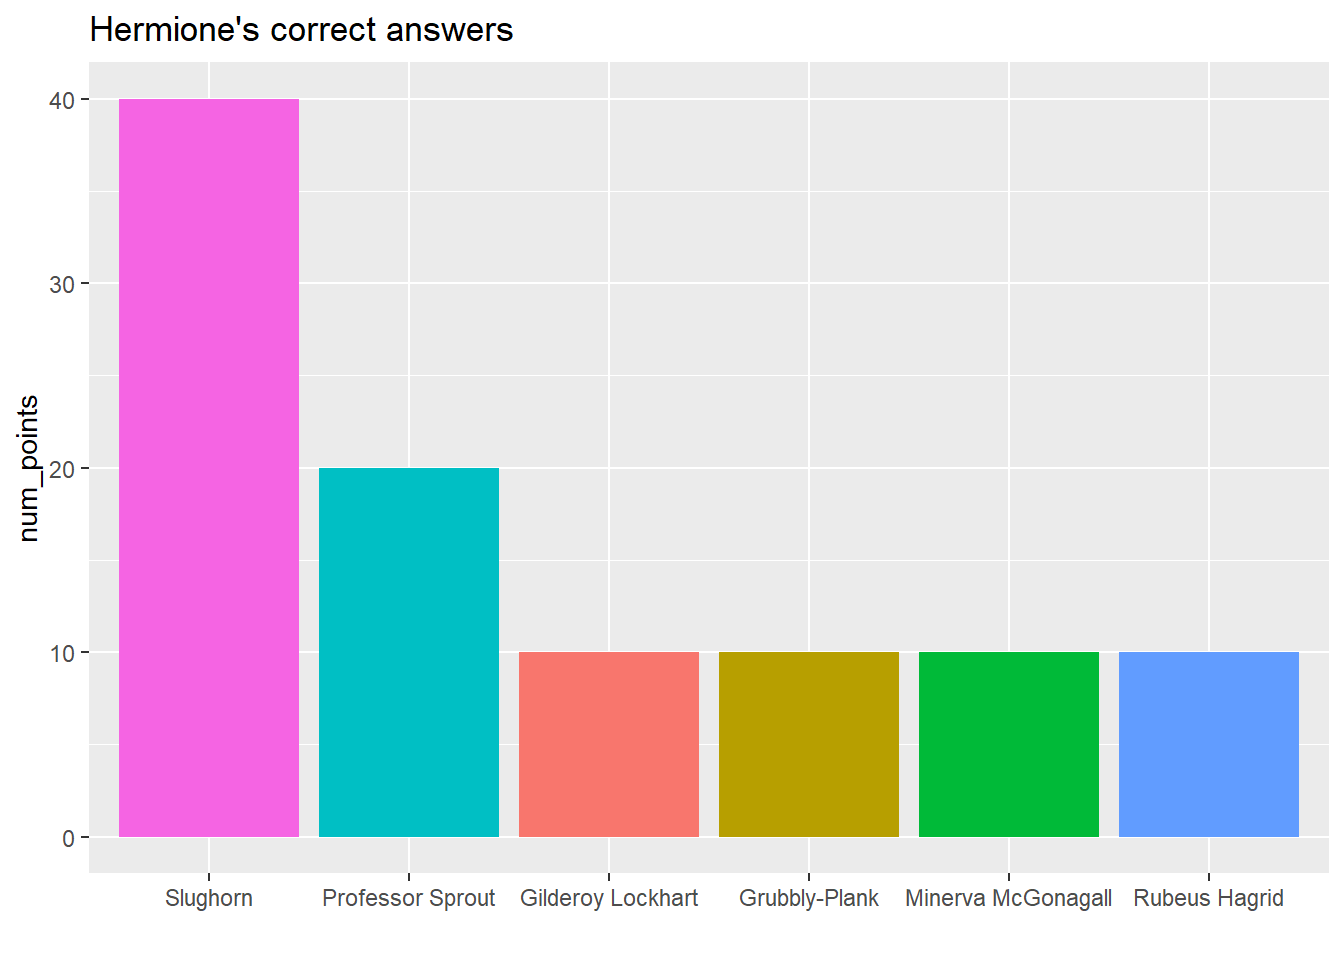 Hermione's correct answers
num_points
40
30
20
10
0
Slughorn Professor Sprout Gilderoy Lockhart Grubbly-Plank Minerva McGonagall Rubeus Hagrid